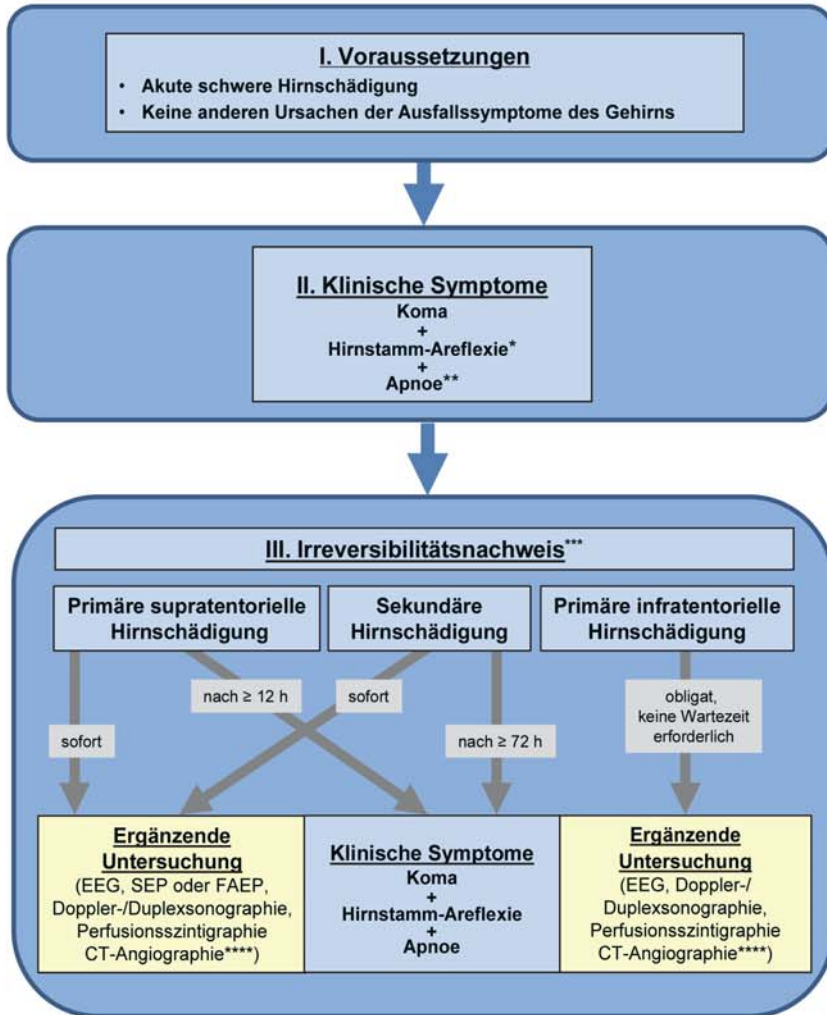 I. Voraussetzungen
• Akute schwere Hirnschädigung
• Keine anderen Ursachen der Ausfallssymptome des Gehirns
II. Klinische Symptome
Koma
+
Hirnstamm-Areflexie*
+
Apnoe**
III. Irreversibilitätsnachweis***
Primäre supratentorielle
Hirnschädigung
Sekundäre
Hirnschädigung
Primäre infratentorielle
Hirnschädigung
sofort
nach ≥ 12 h
sofort
nach ≥ 72 h
obligat,
keine Wartezeit
erforderlich
Ergänzende
Untersuchung
(EEG, SEP oder FAEP,
Doppler-/Duplexsonographie,
Perfusionsszintigraphie
CT-Angiographie****)
Klinische Symptome
Koma
+
Hirnstamm-Areflexie
+
Apnoe
Ergänzende
Untersuchung
(EEG, Doppler-/
Duplexsonographie,
Perfusionsszintigraphie
CT-Angiographie****)